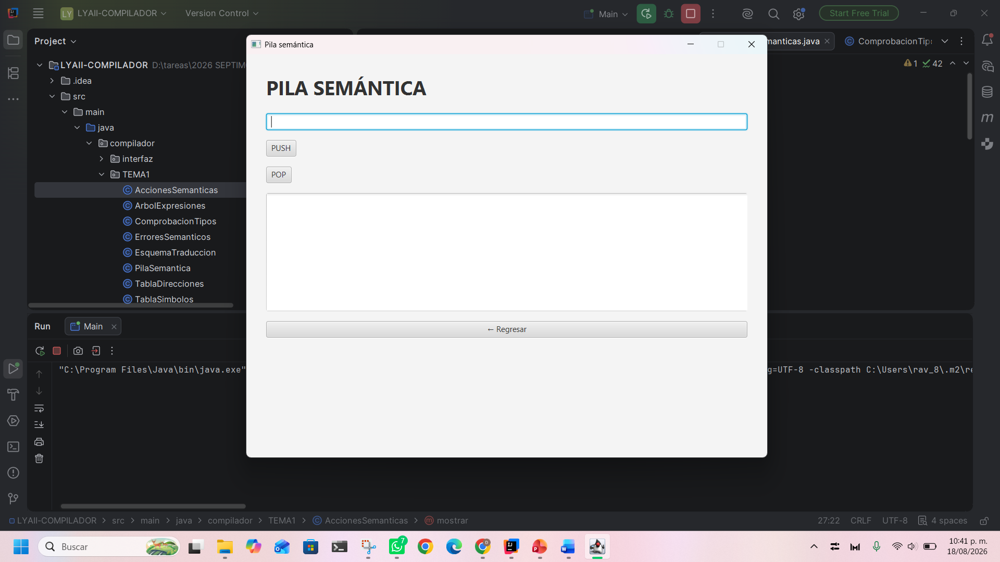 LY LYAII-COMPILADOR Version Control Main Start Free Trial
Project
LYAII-COMPILADOR D:\tareas\2026 SEPTIM
.idea
src
main
java
compilador
interfaz
TEMA1
AccionesSemanticas
ArbolExpresiones
ComprobacionTipos
ErroresSemanticos
EsquemaTraduccion
PilaSemantica
TablaDirecciones
TablaSimbolos
manticas.java ComprobacionTip
1 42
Pila semántica
PILA SEMÁNTICA
PUSH
POP
← Regresar
Run Main
"C:\Program Files\Java\bin\java.exe" g=UTF-8 -classpath C:\Users\rav_8\.m2\re
LYAII-COMPILADOR > src > main > java > compilador > TEMA1 > AccionesSemanticas > mostrar
27:22 CRLF UTF-8 4 spaces
Buscar
7
10:41 p. m.
18/08/2026